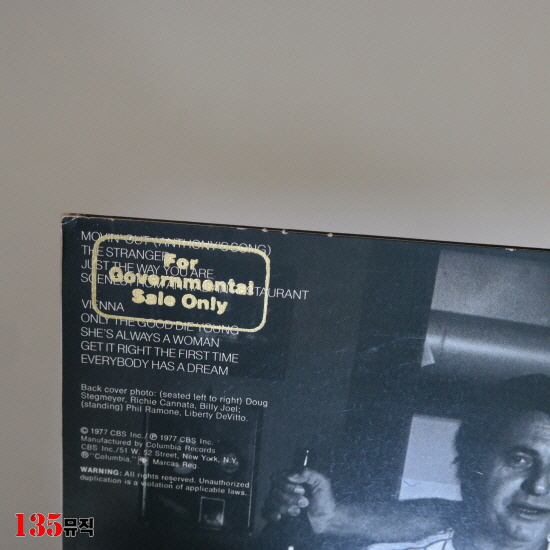 MOVIN' OUT (ANTHONY'S SONG)
THE STRANGER
JUST THE WAY YOU ARE
SCENES FROM AN ITALIAN RESTAURANT
For
Governmental
Sale Only
VIENNA
ONLY THE GOOD DIE YOUNG
SHE'S ALWAYS A WOMAN
GET IT RIGHT THE FIRST TIME
EVERYBODY HAS A DREAM
Back cover photo: (seated left to right) Doug
Stegmeyer, Richie Cannata, Billy Joel;
(standing) Phil Ramone, Liberty DeVitto.
© 1977 CBS Inc./ ℗ 1977 CBS Inc.
Manufactured by Columbia Records
CBS Inc./51 W. 52 Street, New York, N.Y.
® "Columbia," Marcas Reg.
WARNING: All rights reserved. Unauthorized
duplication is a violation of applicable laws.
135뮤직